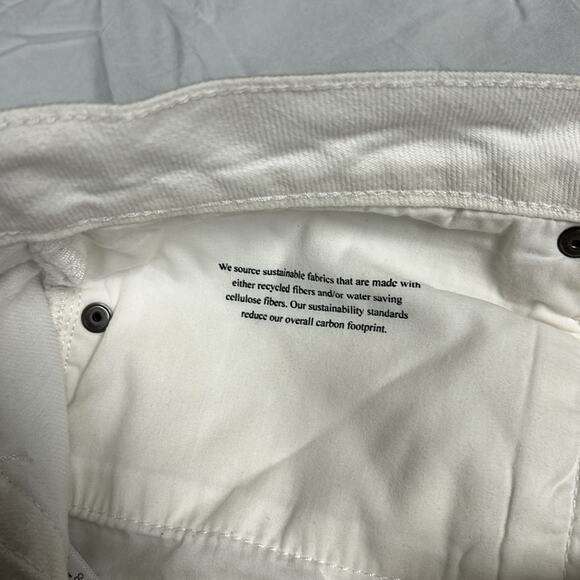 We source sustainable fabrics that are made with
either recycled fibers and/or water saving
cellulose fibers. Our sustainability standards
reduce our overall carbon footprint.